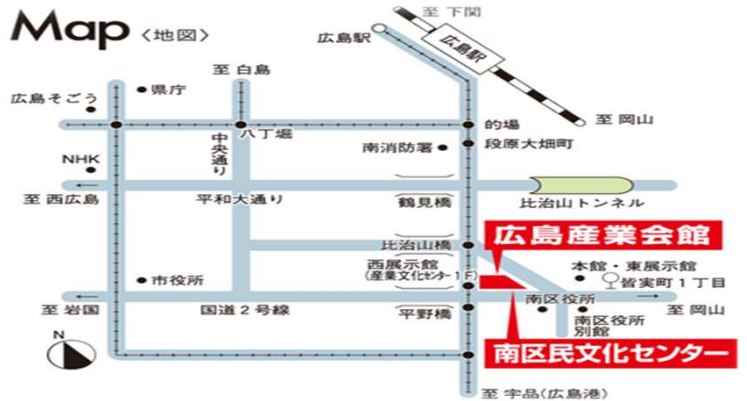 Map〈地図〉
至 下関
広島駅
広島駅
至 白島
県庁
広島そごう
至 岡山
八丁堀
的場
中央通り
南消防署
段原大畑町
NHK
至 西広島
平和大通り
鶴見橋
比治山トンネル
広島産業会館
比治山橋
西展示館
(産業文化センター1F)
本館・東展示館
市役所
皆実町1丁目
南区役所
至 岩国
国道2号線
平野橋
至 岡山
南区役所
別館
N
南区民文化センター
至 宇品(広島港)